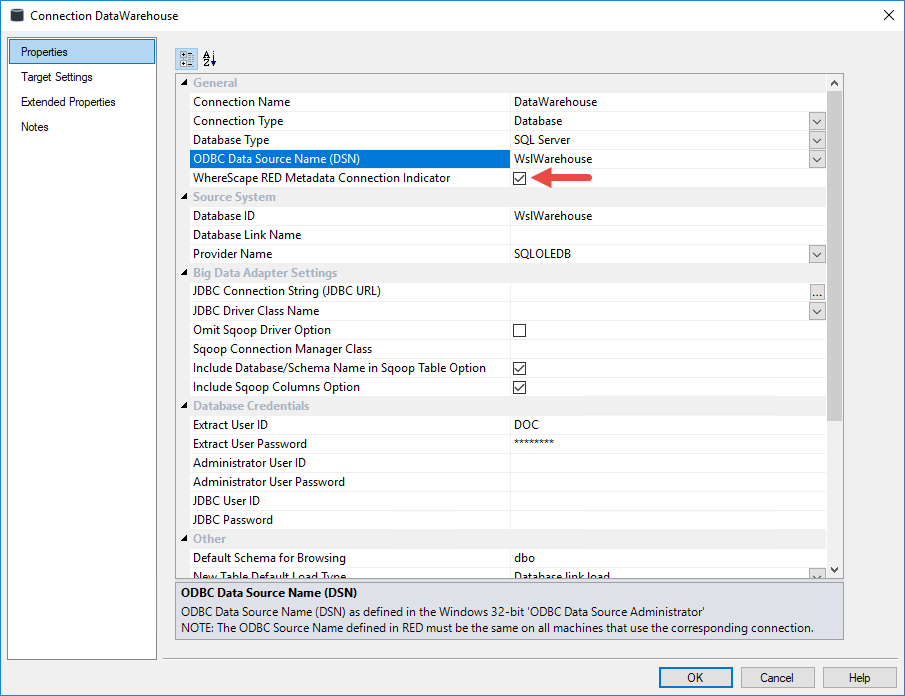 Connection DataWarehouse
Properties
Target Settings
Extended Properties
Notes
General
Connection Name DataWarehouse
Connection Type Database
Database Type SQL Server
ODBC Data Source Name (DSN) WslWarehouse
WhereScape RED Metadata Connection Indicator
Source System
Database ID WslWarehouse
Database Link Name
Provider Name SQLOLEDB
Big Data Adapter Settings
JDBC Connection String (JDBC URL) ...
JDBC Driver Class Name
Omit Sqoop Driver Option
Sqoop Connection Manager Class
Include Database/Schema Name in Sqoop Table Option
Include Sqoop Columns Option
Database Credentials
Extract User ID DOC
Extract User Password ********
Administrator User ID
Administrator User Password
JDBC User ID
JDBC Password
Other
Default Schema for Browsing dbo
New Table Default Load Type Database link load
ODBC Data Source Name (DSN)
ODBC Data Source Name (DSN) as defined in the Windows 32-bit 'ODBC Data Source Administrator'
NOTE: The ODBC Source Name defined in RED must be the same on all machines that use the corresponding connection.
OK Cancel Help